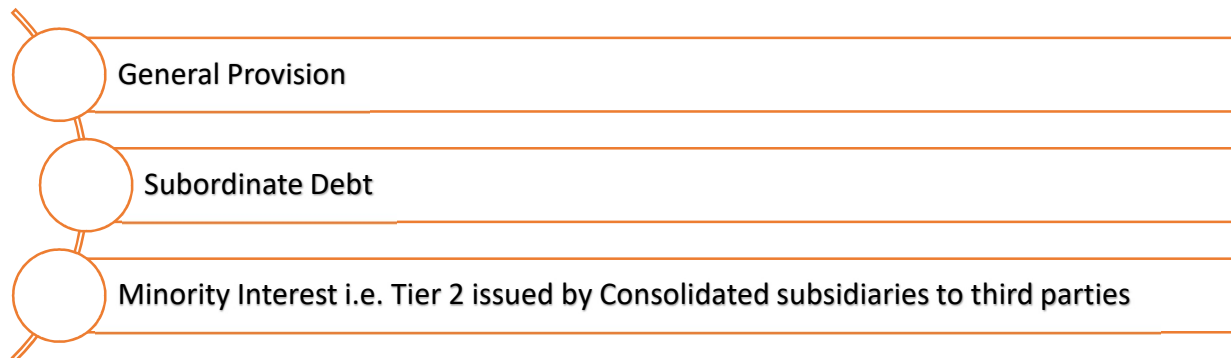 General Provision
Subordinate Debt
Minority Interest i.e. Tier 2 issued by Consolidated subsidiaries to third parties